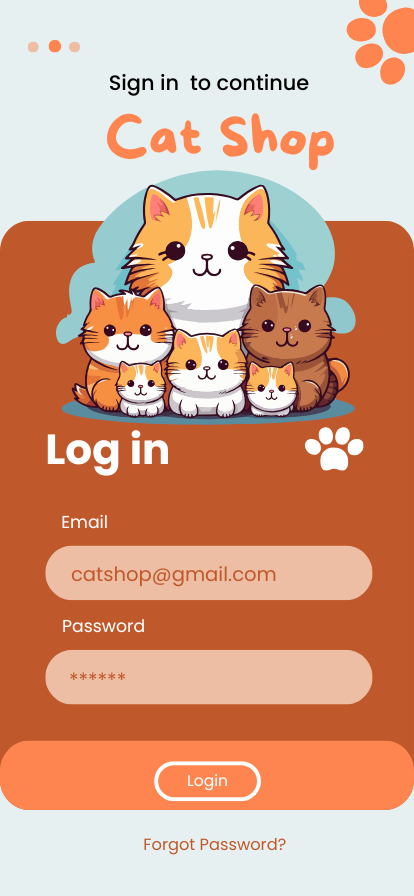 Sign in  to continue
Cat Shop
Log in
Email
catshop@gmail.com
Password
******
Login
Forgot Password?